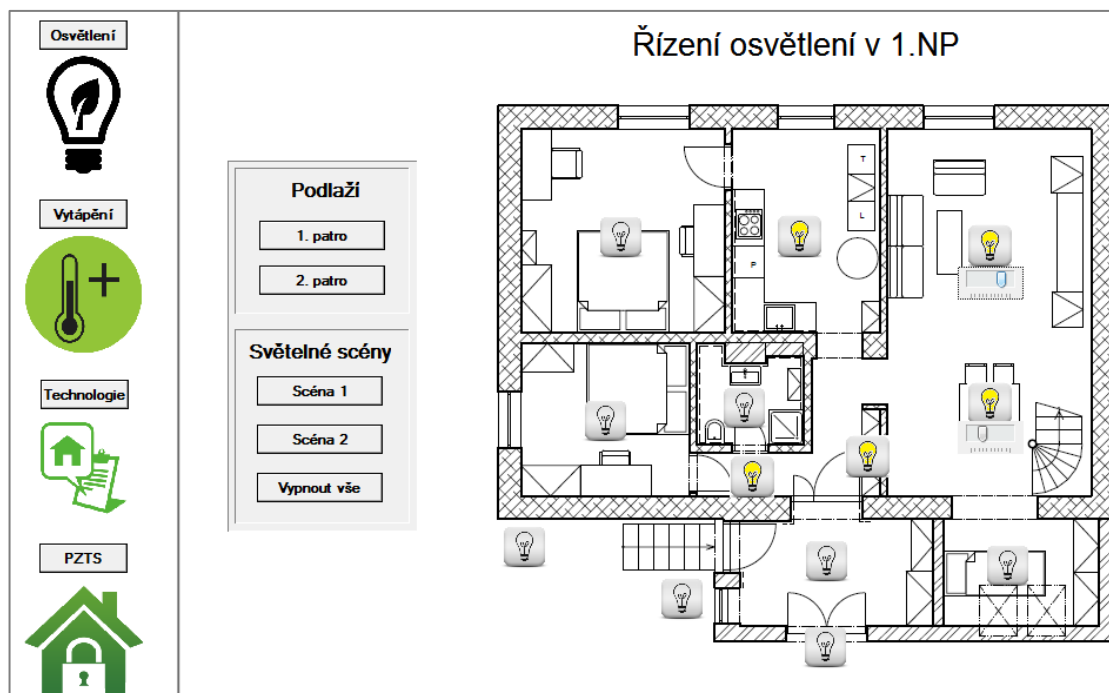 Řízení osvětlení v 1.NP
Osvětlení
Vytápění
Technologie
PZTS
Podlaží
1. patro
2. patro
Světelné scény
Scéna 1
Scéna 2
Vypnout vše
T
L
P